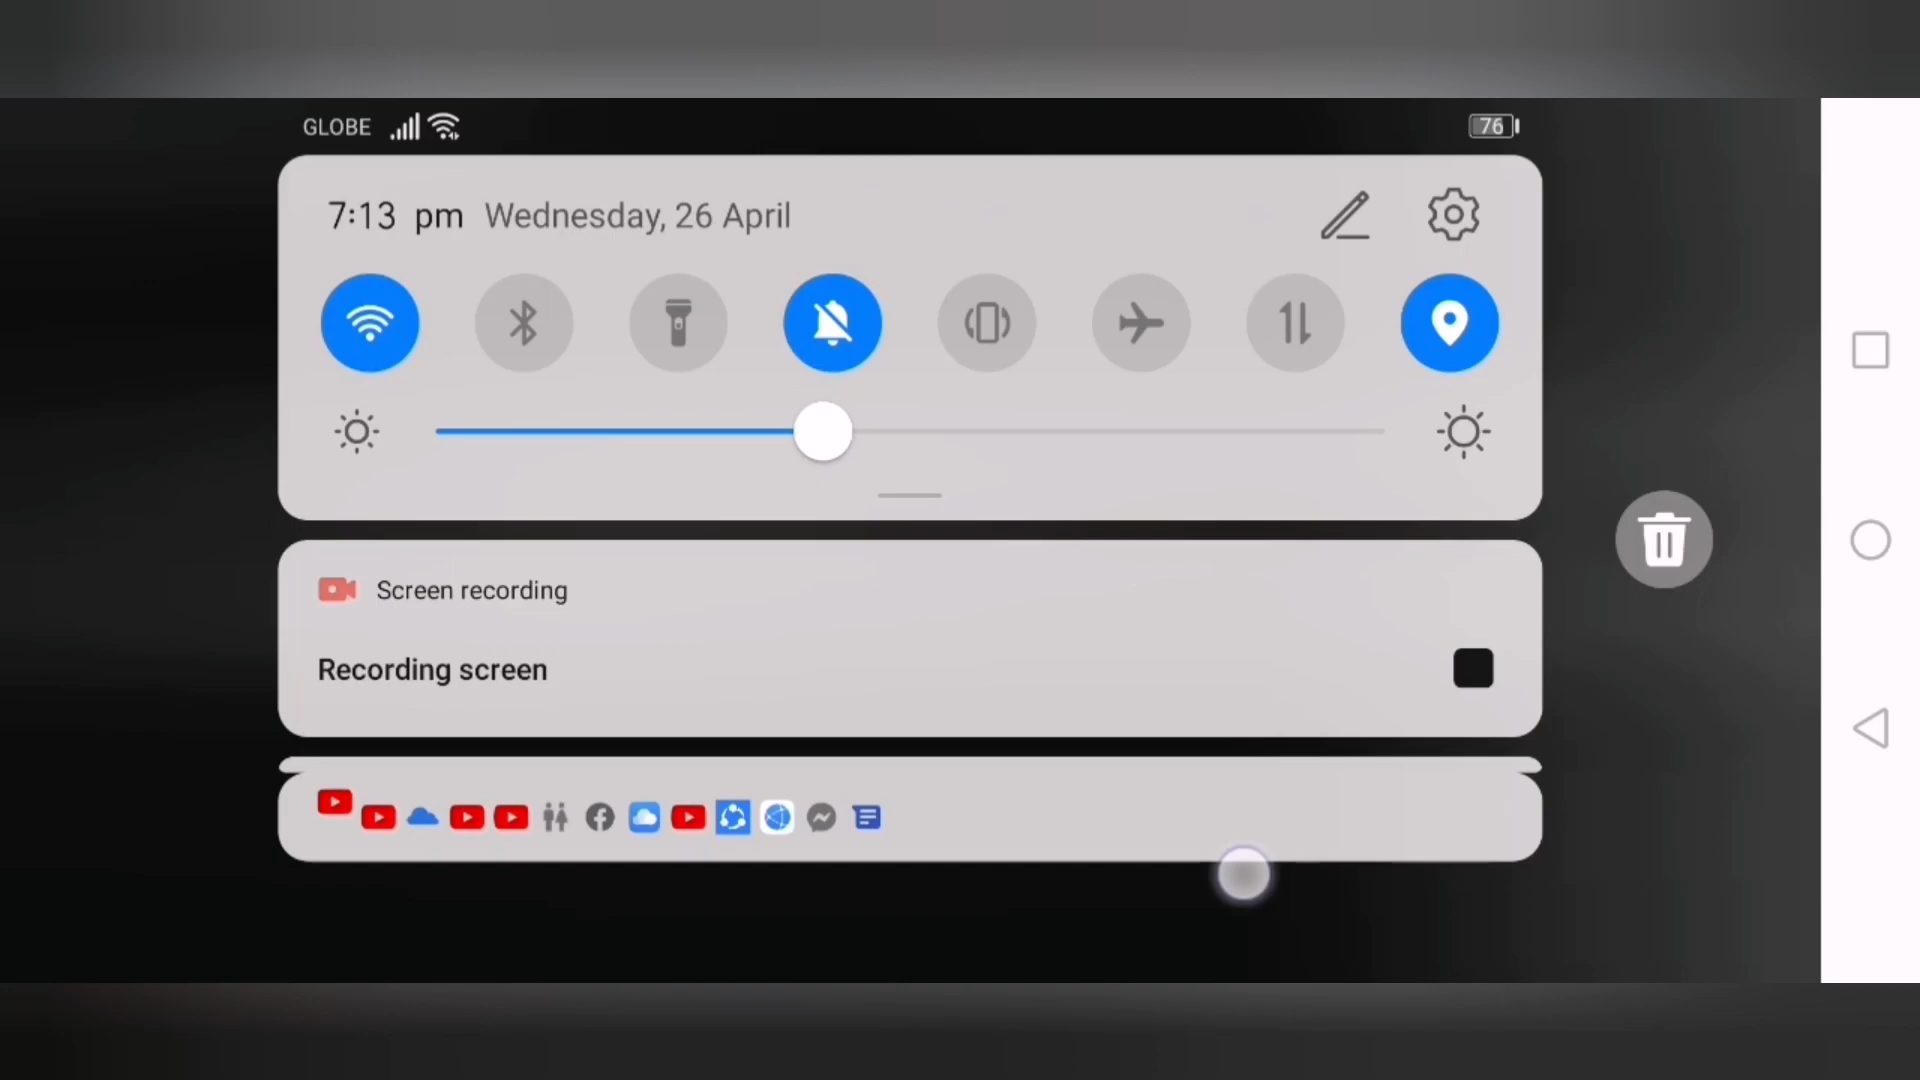 GLOBE
76
7:13 pm Wednesday, 26 April
Screen recording
Recording screen